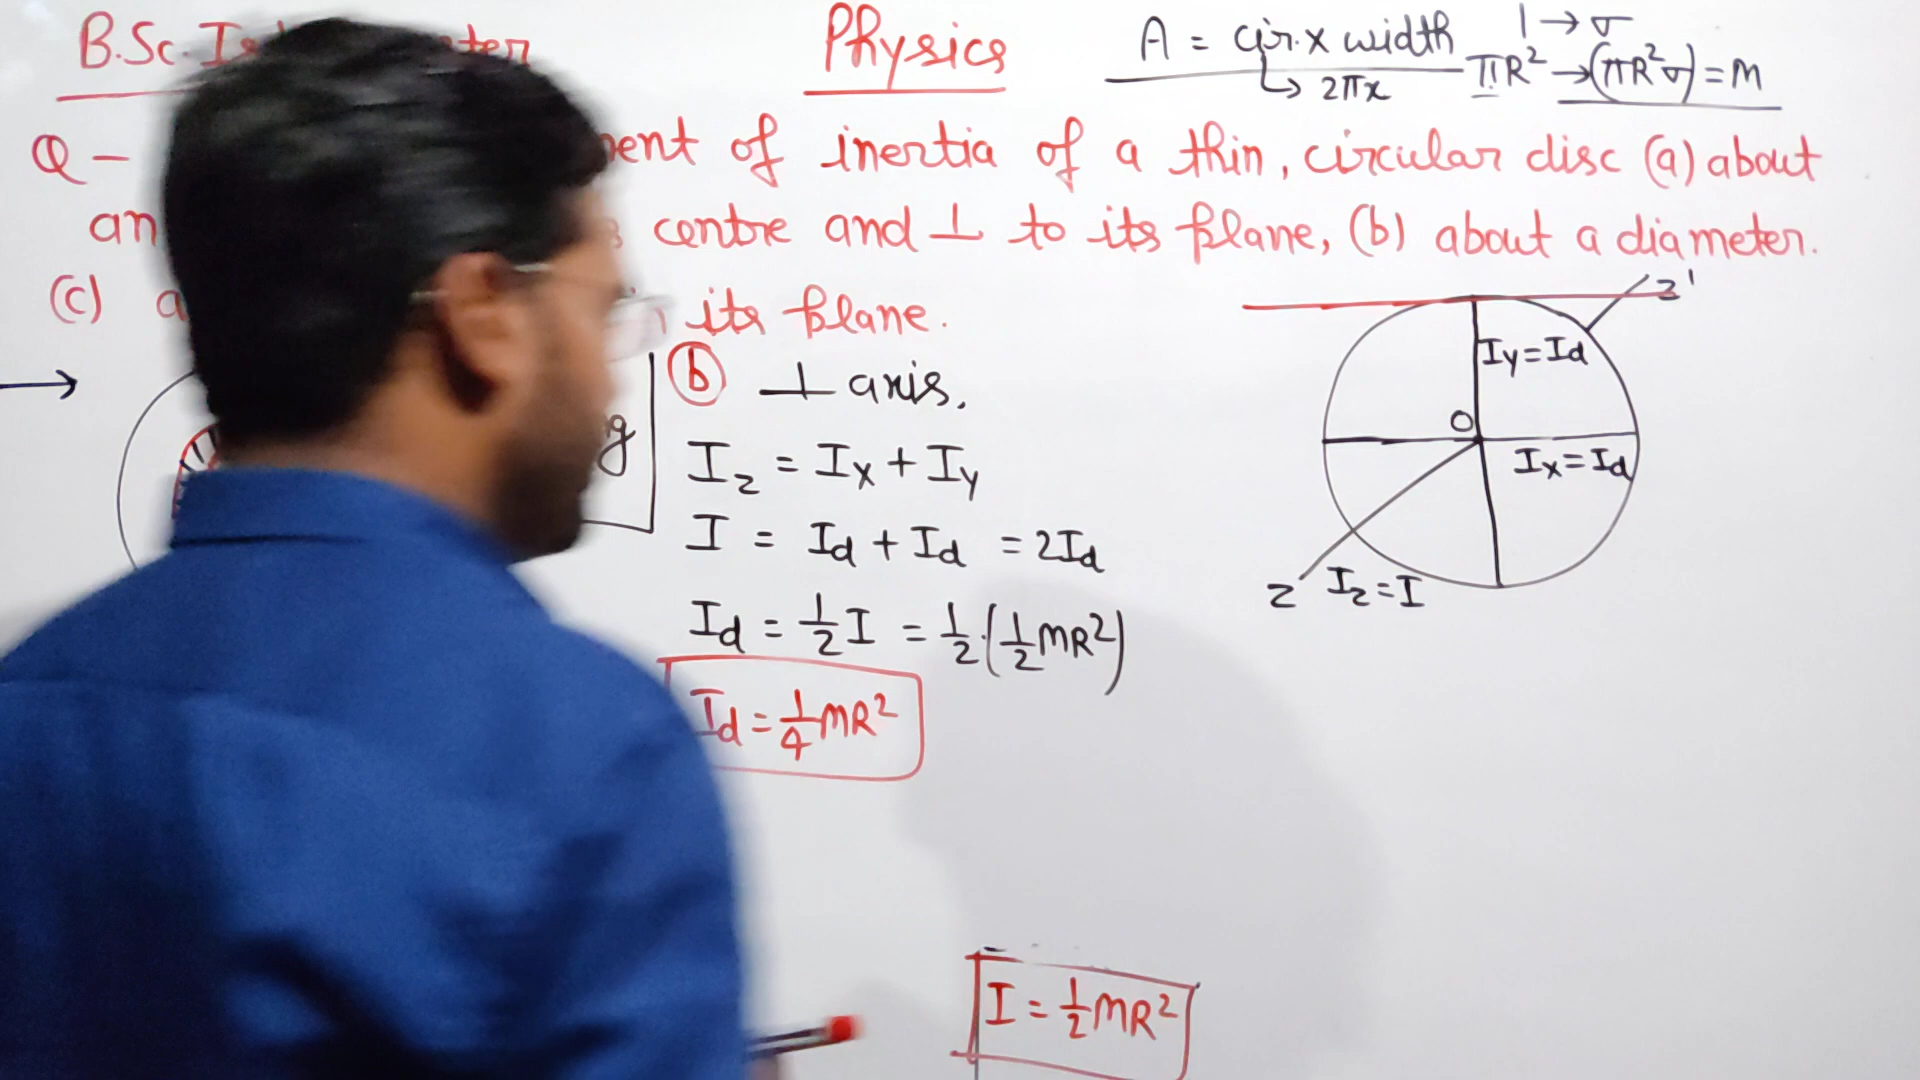 B.Sc. Physics
A = cir. x width
↳ 2πx
1 → σ
πR² → (πR²σ) = M
Q – of inertia of a thin, circular disc (a) about
an centre and ⊥ to its plane, (b) about a diameter.
(c) its plane.
(b) ⊥ axis.
I_z = I_x + I_y
I = I_d + I_d = 2I_d
I_d = 1/2 I = 1/2 · (1/2 MR²)
I_d = 1/4 MR²
I = 1/2 MR²
z'
I_y = I_d
O
I_x = I_d
z I_z = I